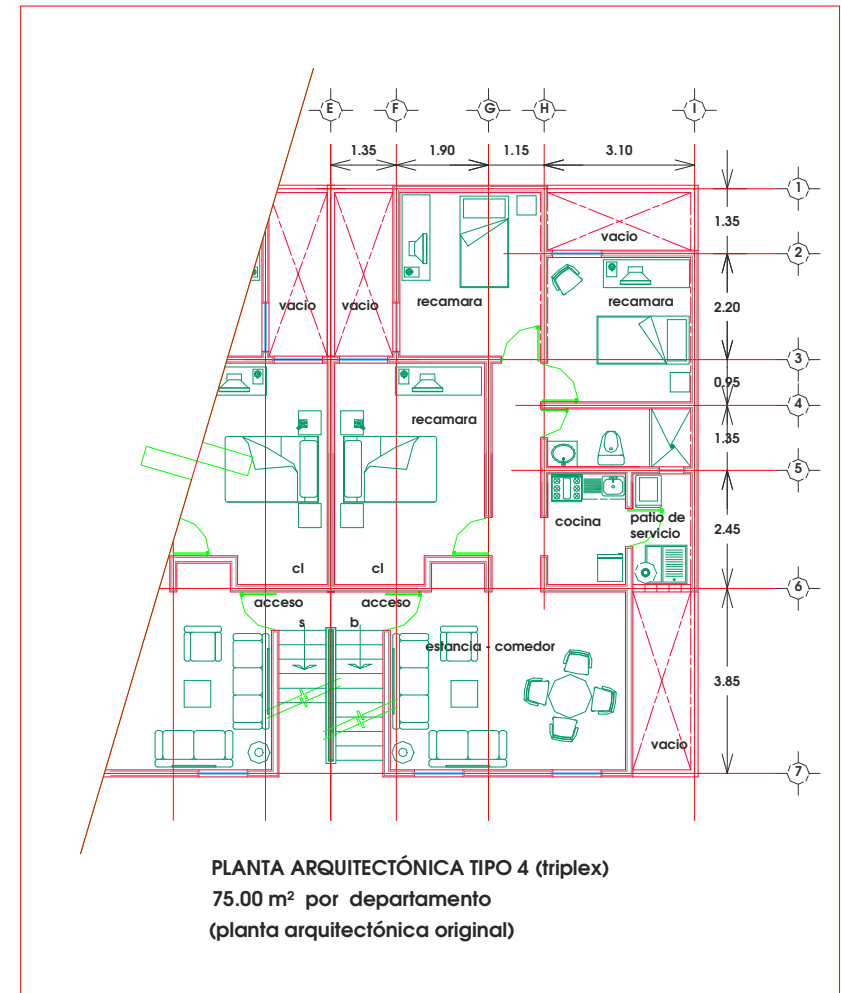 E F G H I
1.35 1.90 1.15 3.10
1
1.35
vacio
2
vacio vacio recamara recamara 2.20
3
0.95
4
recamara
1.35
5
cocina patio de
servicio
2.45
cl cl
6
acceso acceso
s b
estancia - comedor
3.85
vacio
7
PLANTA ARQUITECTÓNICA TIPO 4 (triplex)
75.00 m² por departamento
(planta arquitectónica original)